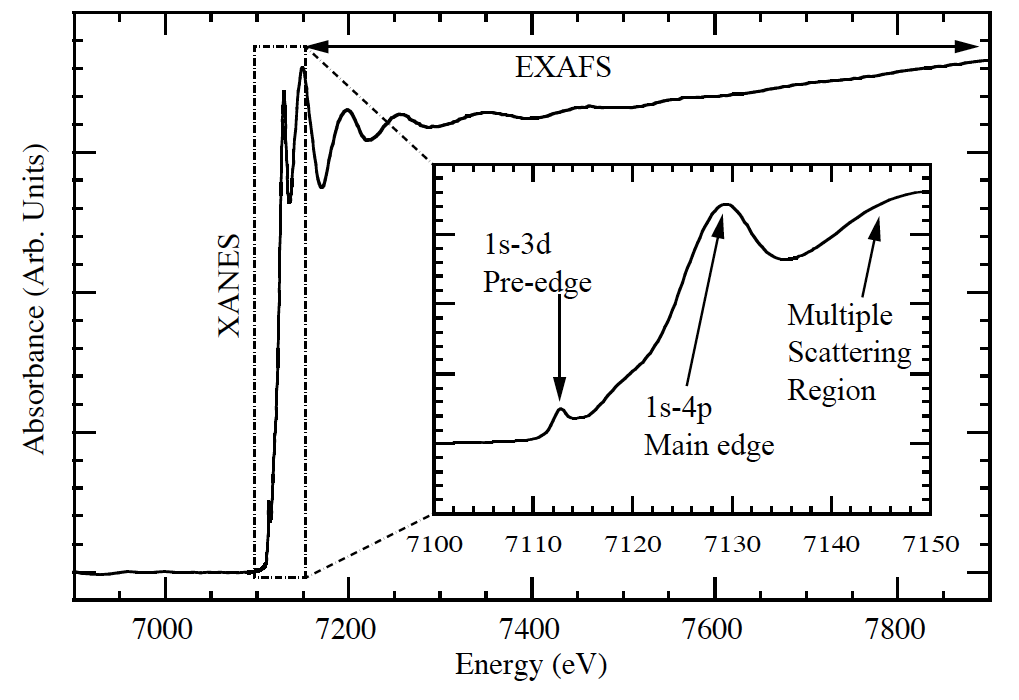 EXAFS
XANES
1s-3d
Pre-edge
1s-4p
Main edge
Multiple
Scattering
Region
7100 7110 7120 7130 7140 7150
7000 7200 7400 7600 7800
Energy (eV)
Absorbance (Arb. Units)